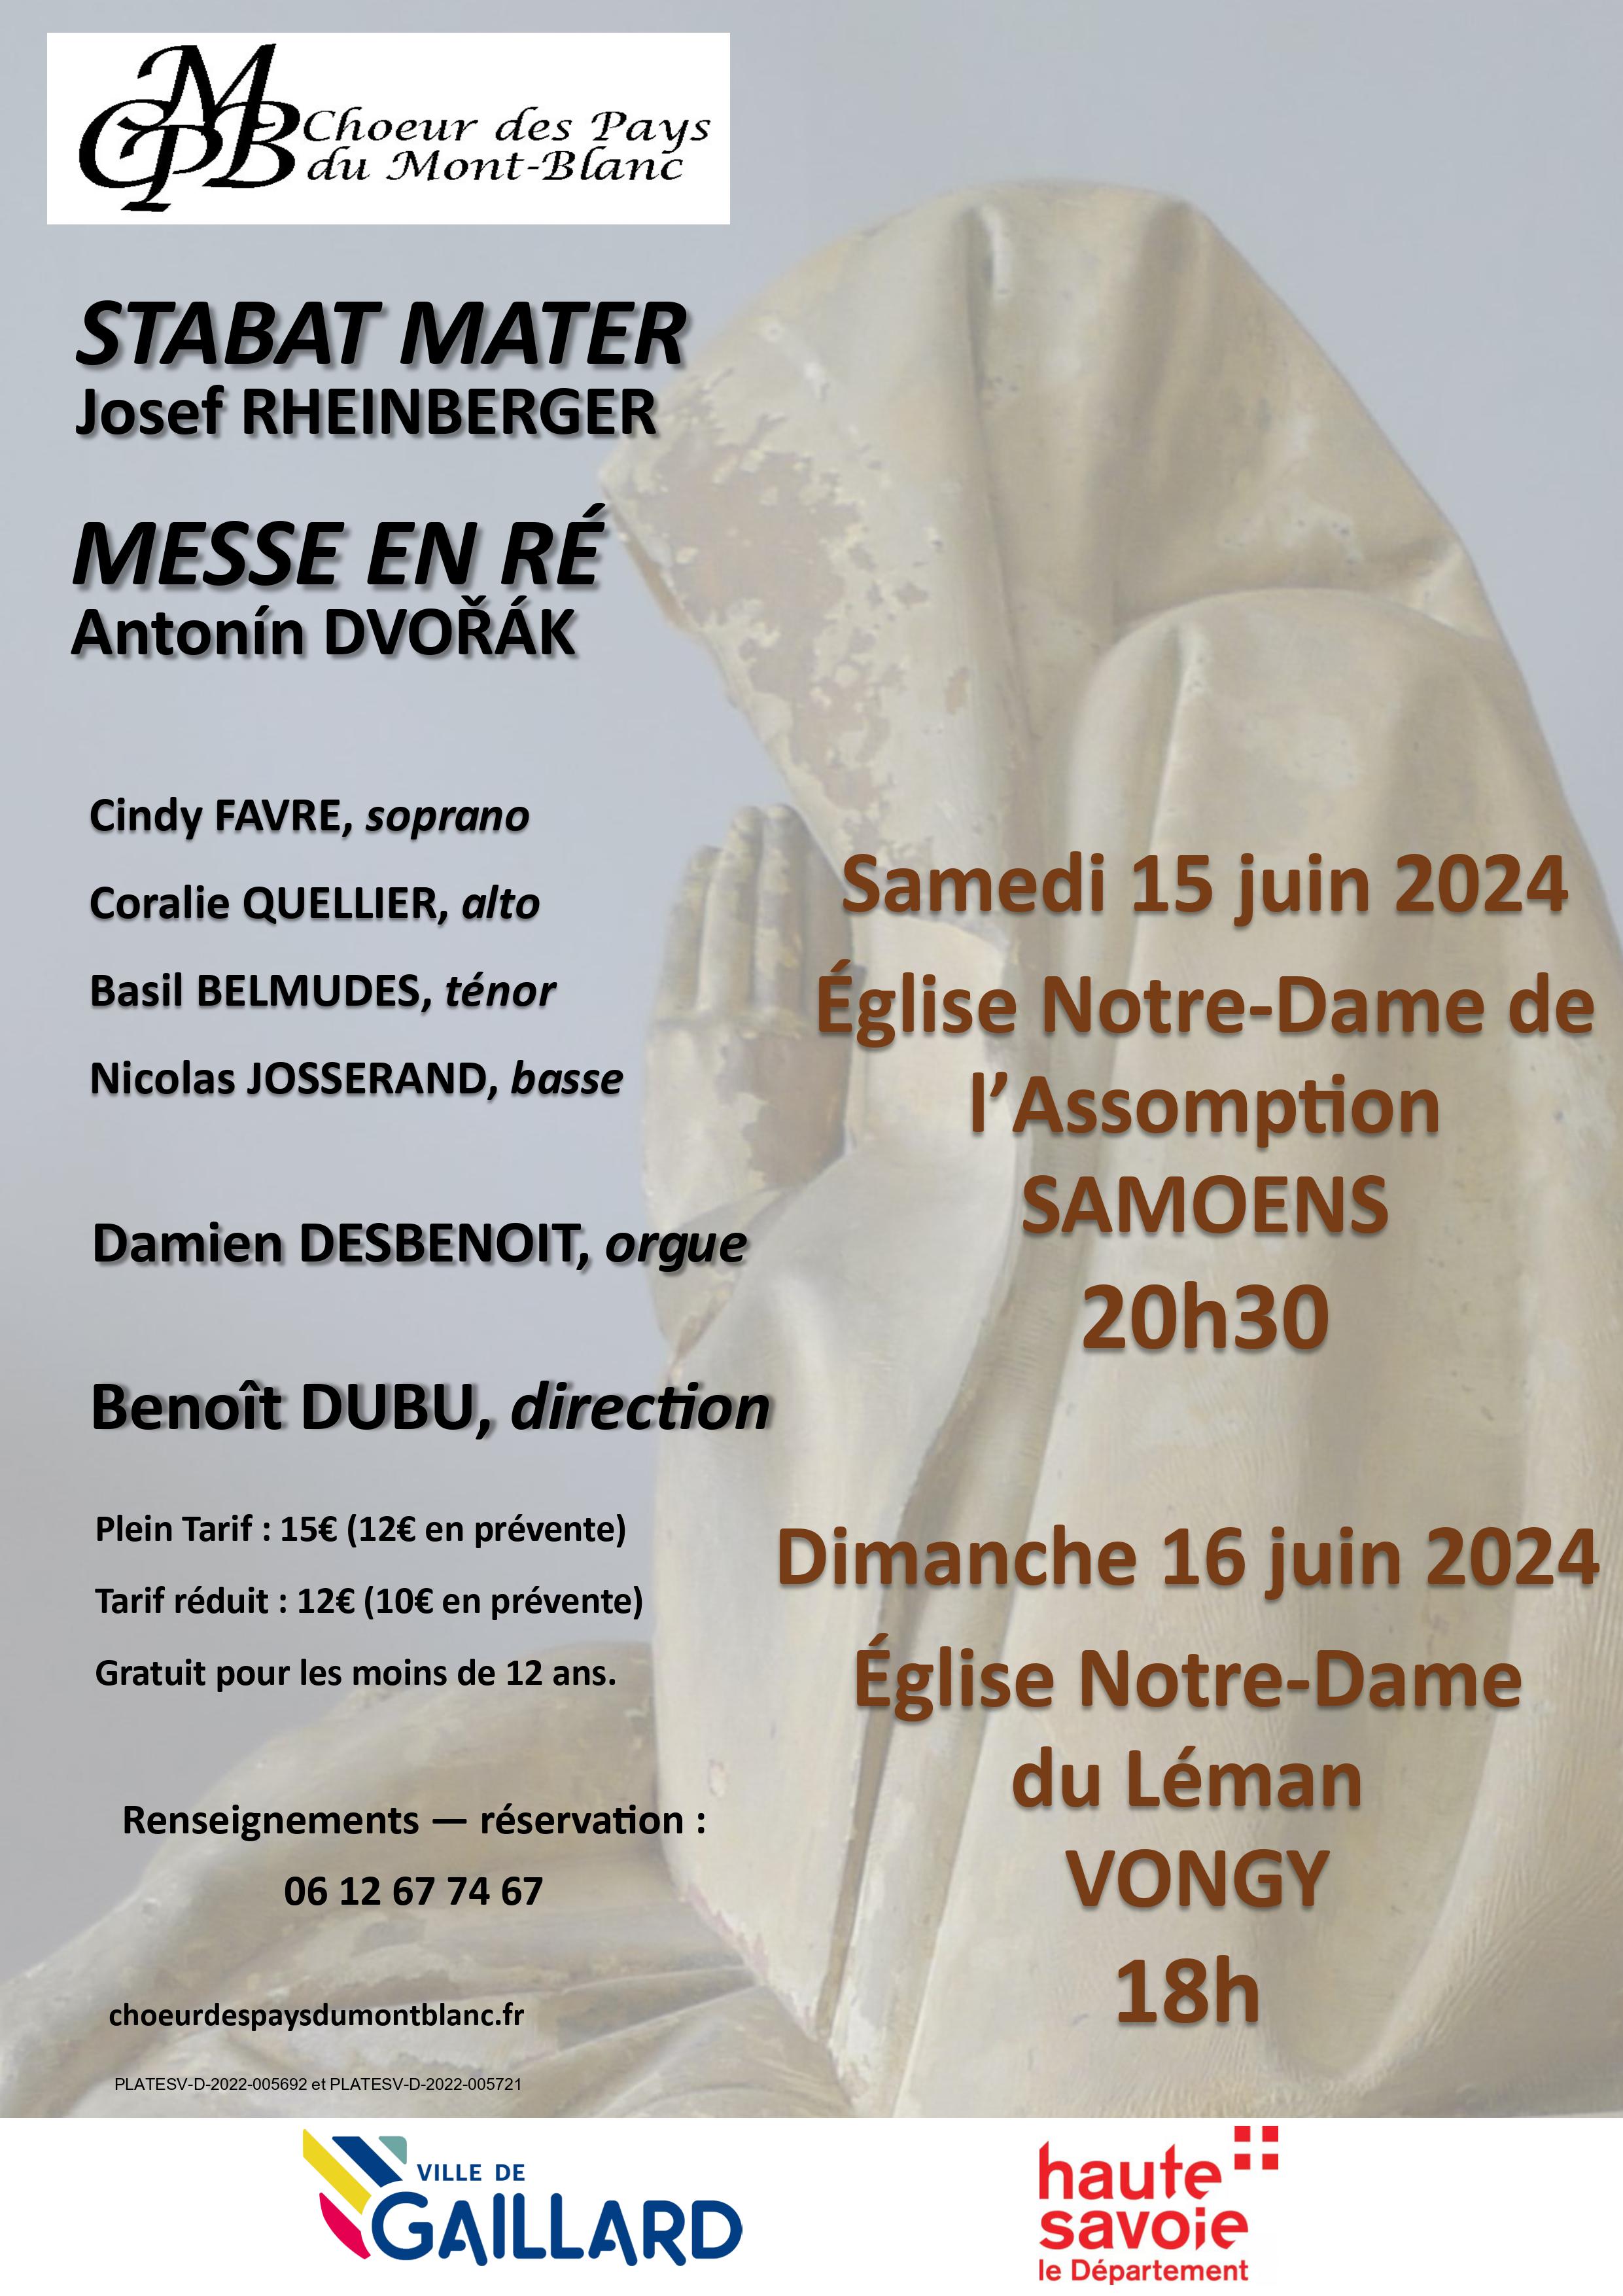 CPMB
Choeur des Pays
du Mont-Blanc
STABAT MATER
Josef RHEINBERGER
MESSE EN RÉ
Antonín DVOŘÁK
Cindy FAVRE, soprano
Coralie QUELLIER, alto
Basil BELMUDES, ténor
Nicolas JOSSERAND, basse
Damien DESBENOIT, orgue
Benoît DUBU, direction
Plein Tarif : 15€ (12€ en prévente)
Tarif réduit : 12€ (10€ en prévente)
Gratuit pour les moins de 12 ans.
Renseignements — réservation :
06 12 67 74 67
choeurdespaysdumontblanc.fr
PLATESV-D-2022-005692 et PLATESV-D-2022-005721
Samedi 15 juin 2024
Église Notre-Dame de
l’Assomption
SAMOENS
20h30
Dimanche 16 juin 2024
Église Notre-Dame
du Léman
VONGY
18h
VILLE DE
GAILLARD
haute
savoie
le Département